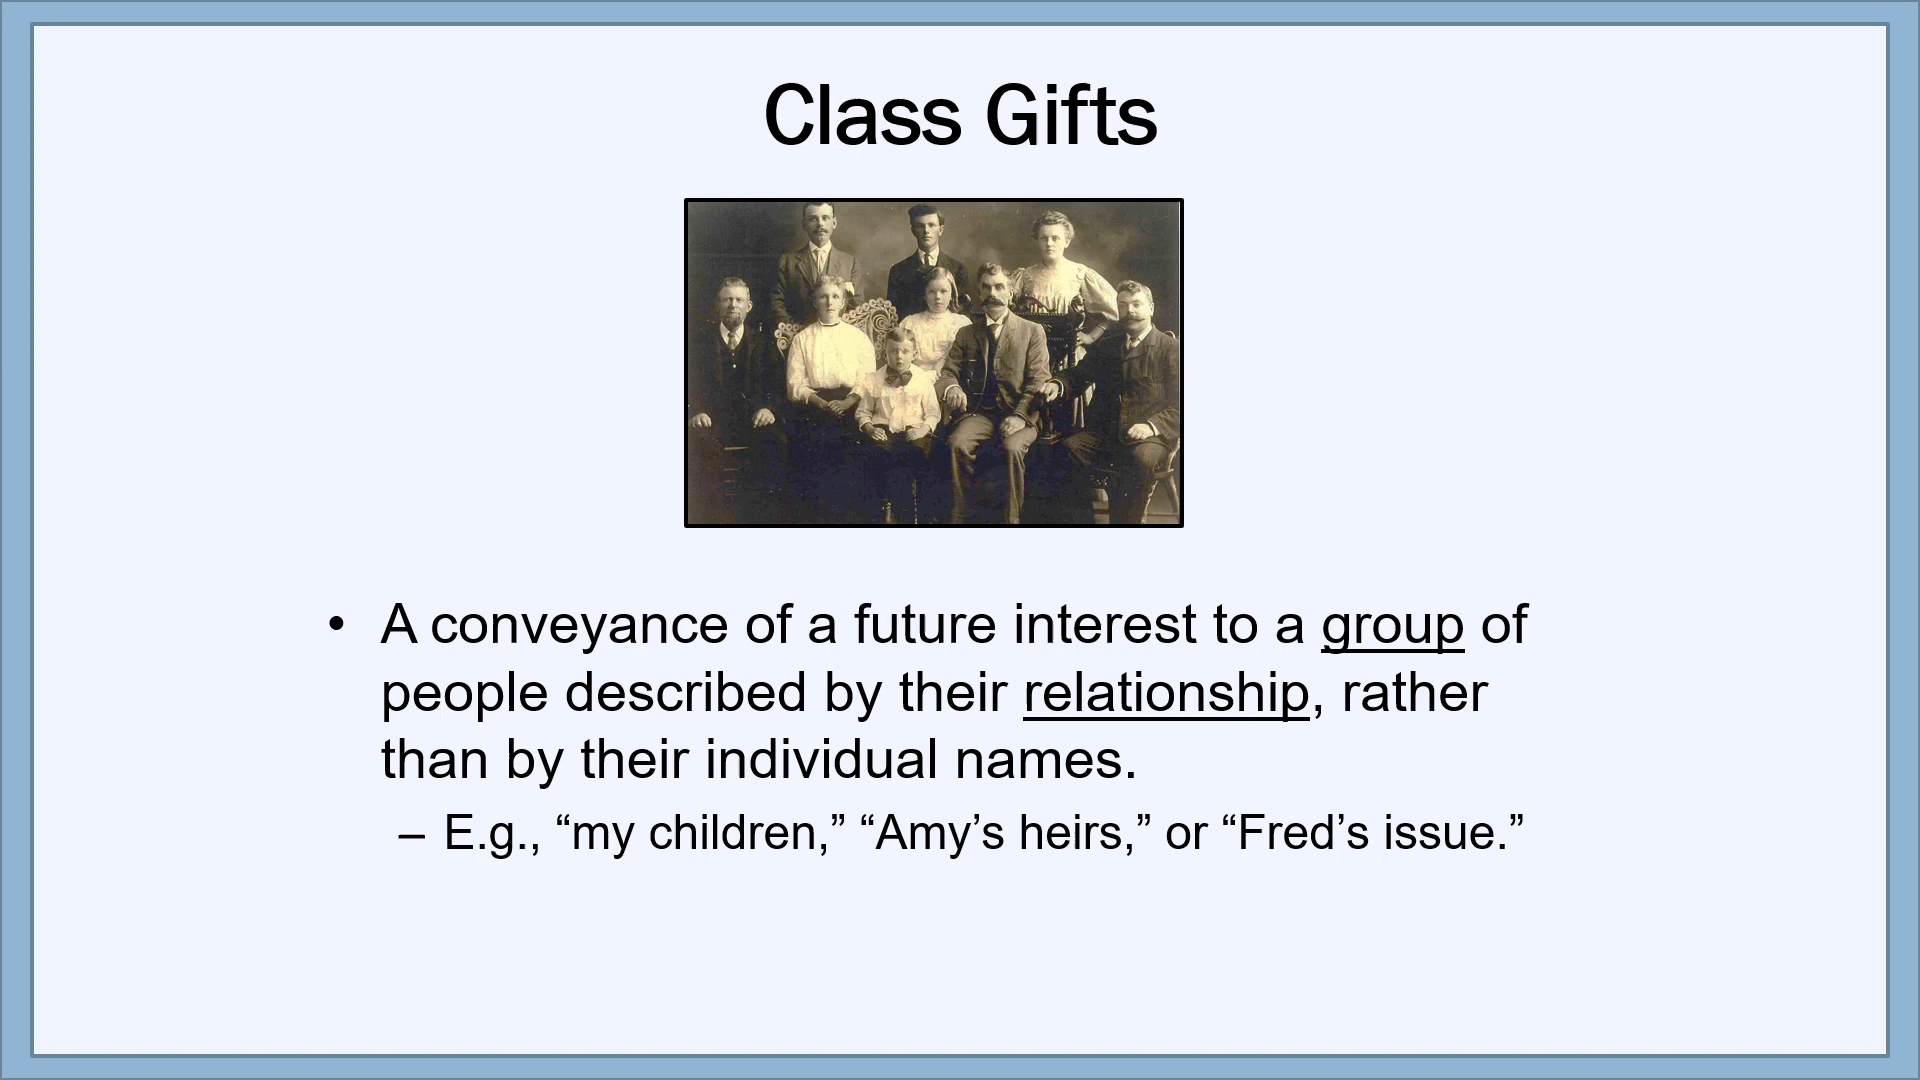 Class Gifts
• A conveyance of a future interest to a group of
people described by their relationship, rather
than by their individual names.
– E.g., “my children,” “Amy’s heirs,” or “Fred’s issue.”